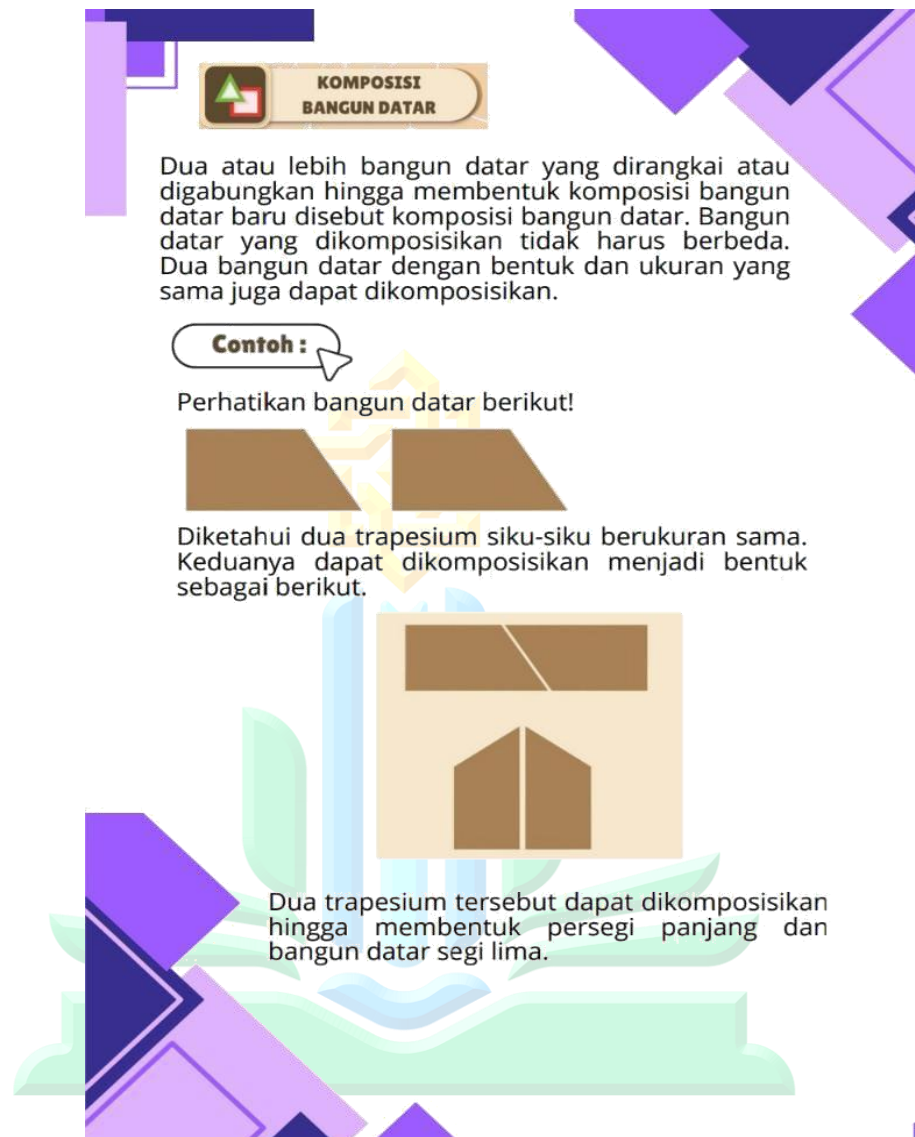 KOMPOSISI
BANGUN DATAR
Dua atau lebih bangun datar yang dirangkai atau
digabungkan hingga membentuk komposisi bangun
datar baru disebut komposisi bangun datar. Bangun
datar yang dikomposisikan tidak harus berbeda.
Dua bangun datar dengan bentuk dan ukuran yang
sama juga dapat dikomposisikan.
Contoh :
Perhatikan bangun datar berikut!
Diketahui dua trapesium siku-siku berukuran sama.
Keduanya dapat dikomposisikan menjadi bentuk
sebagai berikut.
Dua trapesium tersebut dapat dikomposisikan
hingga membentuk persegi panjang dan
bangun datar segi lima.